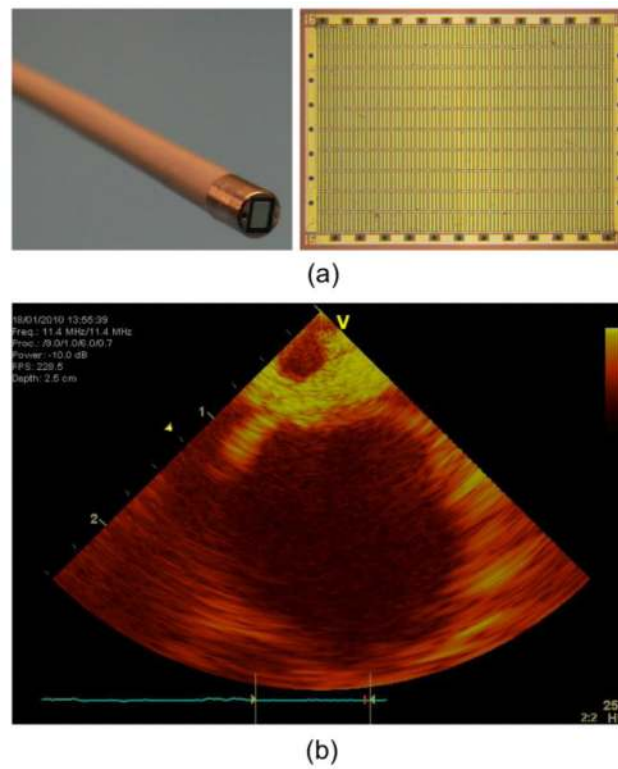 (a)
18/01/2010 13:55:39
Freq.: 11.4 MHz/11.4 MHz
Proc.: /9.0/1.0/6.0/0.7
Power: -10.0 dB
FPS: 228.5
Depth: 2.5 cm
V
1
2
25
2:2 H
(b)